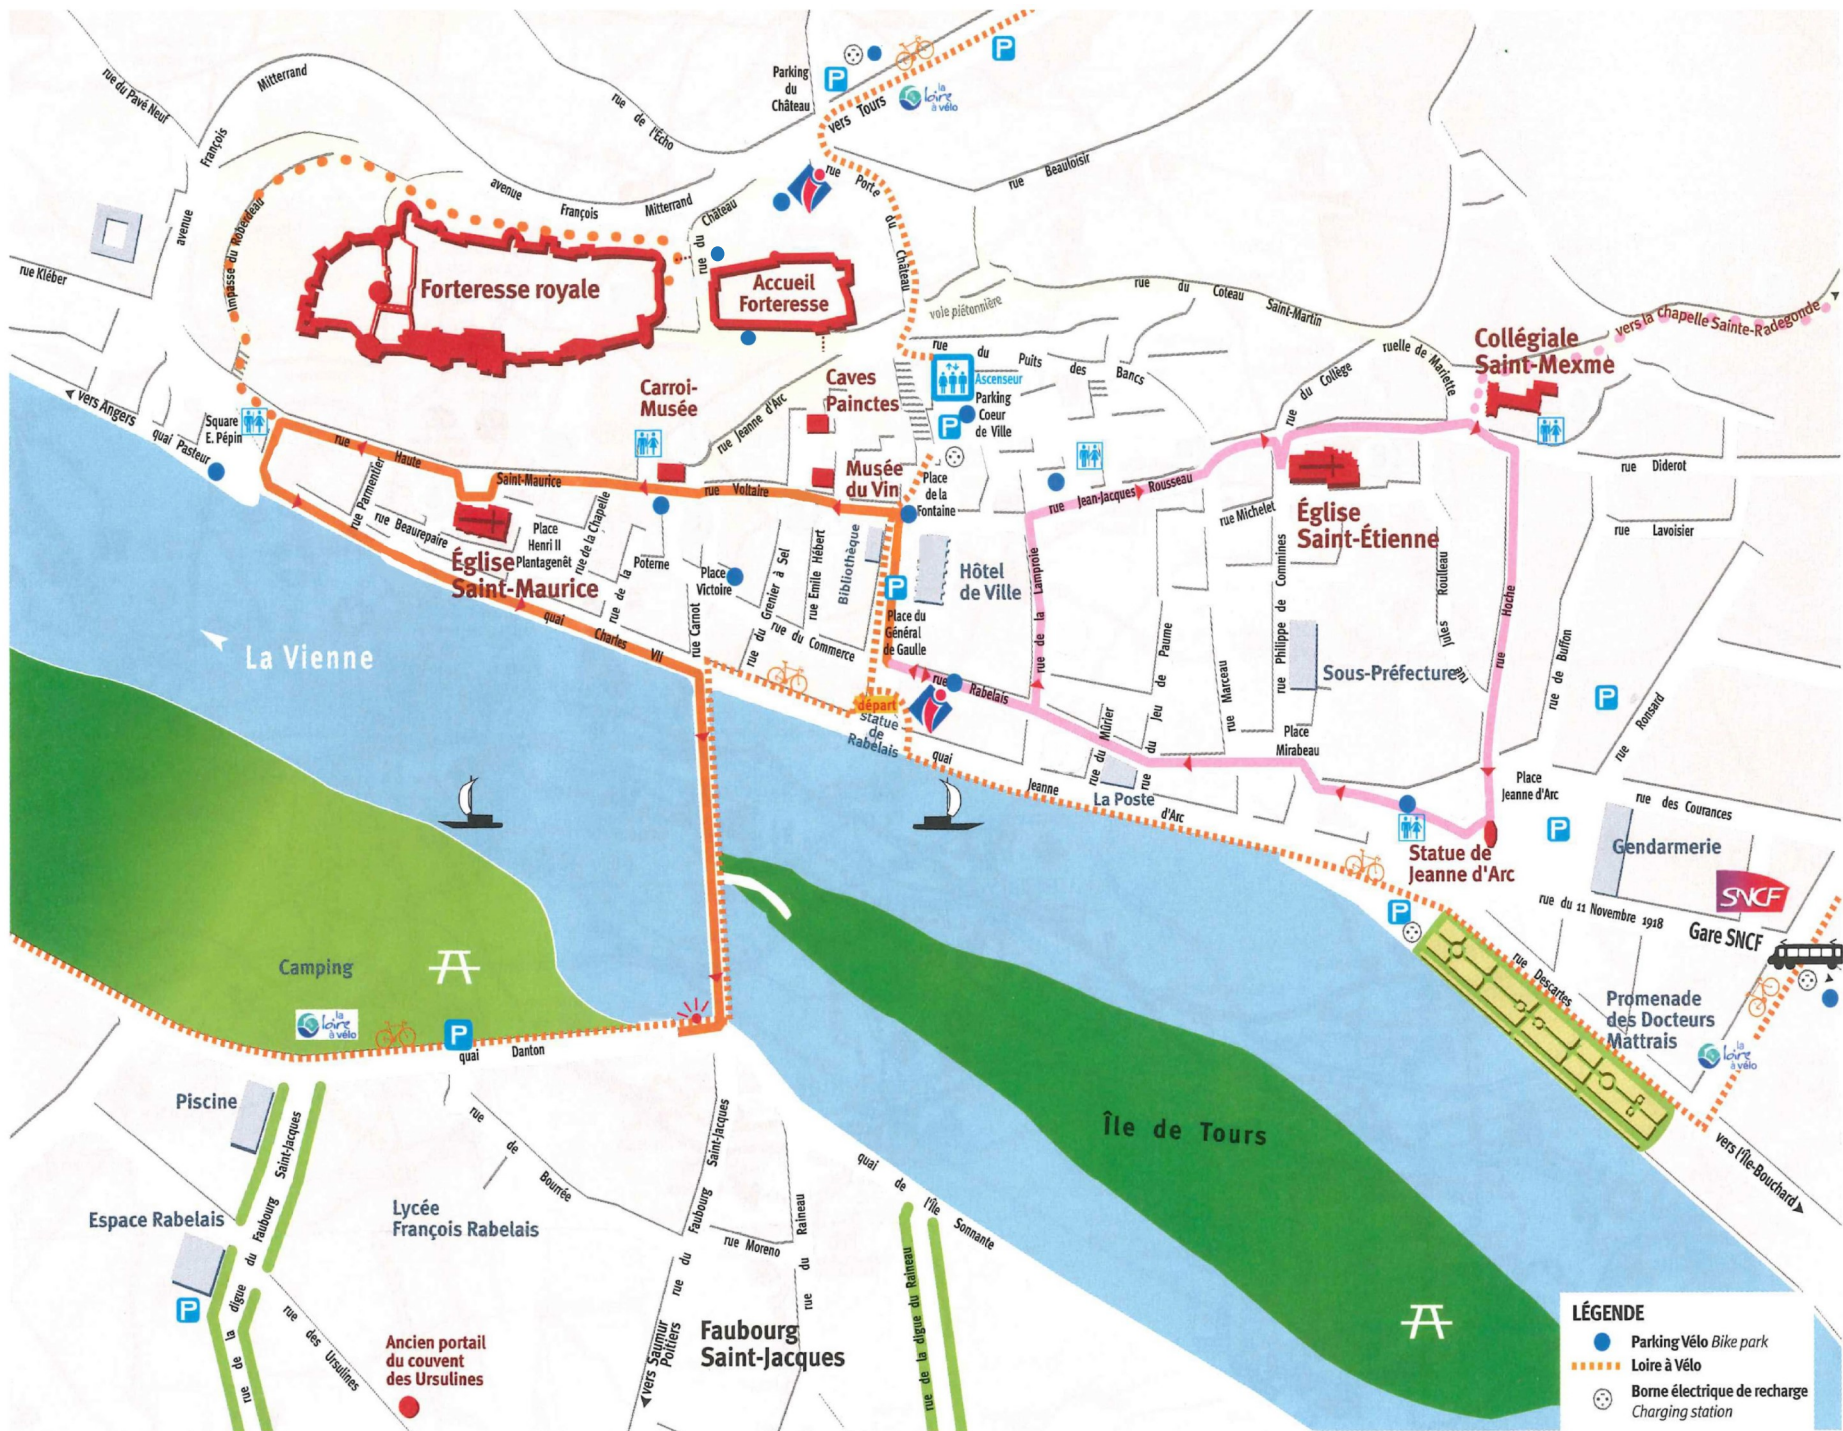 rue du Pavé Neuf
Mitterrand
François
avenue
rue de l'Écho
Parking
du
Château
P
P
vers Tours
la
loire
à vélo
rue Porte du Château
rue Beauloisir
avenue François Mitterrand
rue du Château
Impasse du Roberdeau
rue Kléber
Forteresse royale
Accueil
Forteresse
voie piétonnière
rue du Coteau Saint-Martin
vers la chapelle Sainte-Radegonde
Collégiale
Saint-Mexme
ruelle de Mariette
rue du Collège
rue du Puits des Bancs
Ascenseur
Parking
Coeur
de Ville
P
Carroi-
Musée
Caves
Painctes
rue Jeanne d'Arc
vers Angers
quai Pasteur
Square
E. Pépin
rue Haute Saint-Maurice
rue Voltaire
Musée
du Vin
Place
de la
Fontaine
rue Jean-Jacques Rousseau
rue Diderot
rue Lavoisier
rue Michelet
Église
Saint-Étienne
rue Parmentier
rue Beaurepaire
Place
Henri II
Plantagenêt
rue de la Chapelle
rue de la Poterne
Église
Saint-Maurice
Place
Victoire
rue Carnot
rue du Grenier à Sel
rue Emile Hébert
Bibliothèque
rue du Commerce
P
Place du
Général
de Gaulle
Hôtel
de Ville
rue de la Lamproie
rue du Jeu de Paume
rue Marceau
rue Philippe de Commines
Sous-Préfecture
rue Jules Roulleau
rue Hoche
rue de Buffon
P
rue Ronsard
quai Charles VII
La Vienne
départ
statue
de
Rabelais
rue Rabelais
quai Jeanne d'Arc
rue du Mûrier
La Poste
Place
Mirabeau
Place
Jeanne d'Arc
P
rue des Courances
Gendarmerie
Statue de
Jeanne d'Arc
rue du 11 Novembre 1918
SNCF
Gare SNCF
P
rue Descartes
Promenade
des Docteurs
Mattrais
la
loire
à vélo
vers l'Île-Bouchard
Camping
la
loire
à vélo
P
quai Danton
Île de Tours
Piscine
rue de la digue du Faubourg Saint-Jacques
Espace Rabelais
P
Lycée
François Rabelais
rue de Bourrée
rue du Faubourg Saint-Jacques
rue Moreno
rue du Raineau
quai de l'Île Sonnante
rue de la digue du Raineau
rue des Ursulines
Ancien portail
du couvent
des Ursulines
vers Saumur
Poitiers
Faubourg
Saint-Jacques
LÉGENDE
Parking Vélo Bike park
Loire à Vélo
Borne électrique de recharge
Charging station